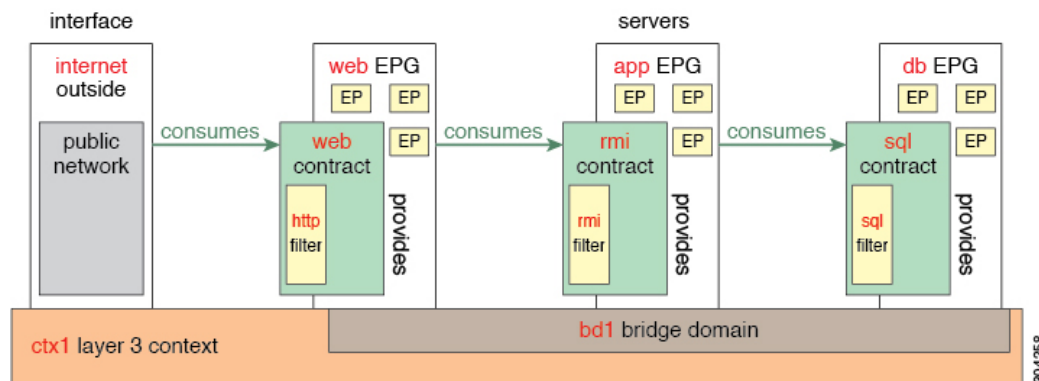 interface
servers
internet
outside
public
network
consumes
web EPG
EP
EP
EP
web
contract
http
filter
provides
consumes
app EPG
EP
EP
EP
rmi
contract
rmi
filter
provides
consumes
db EPG
EP
EP
EP
sql
contract
sql
filter
provides
ctx1 layer 3 context
bd1 bridge domain